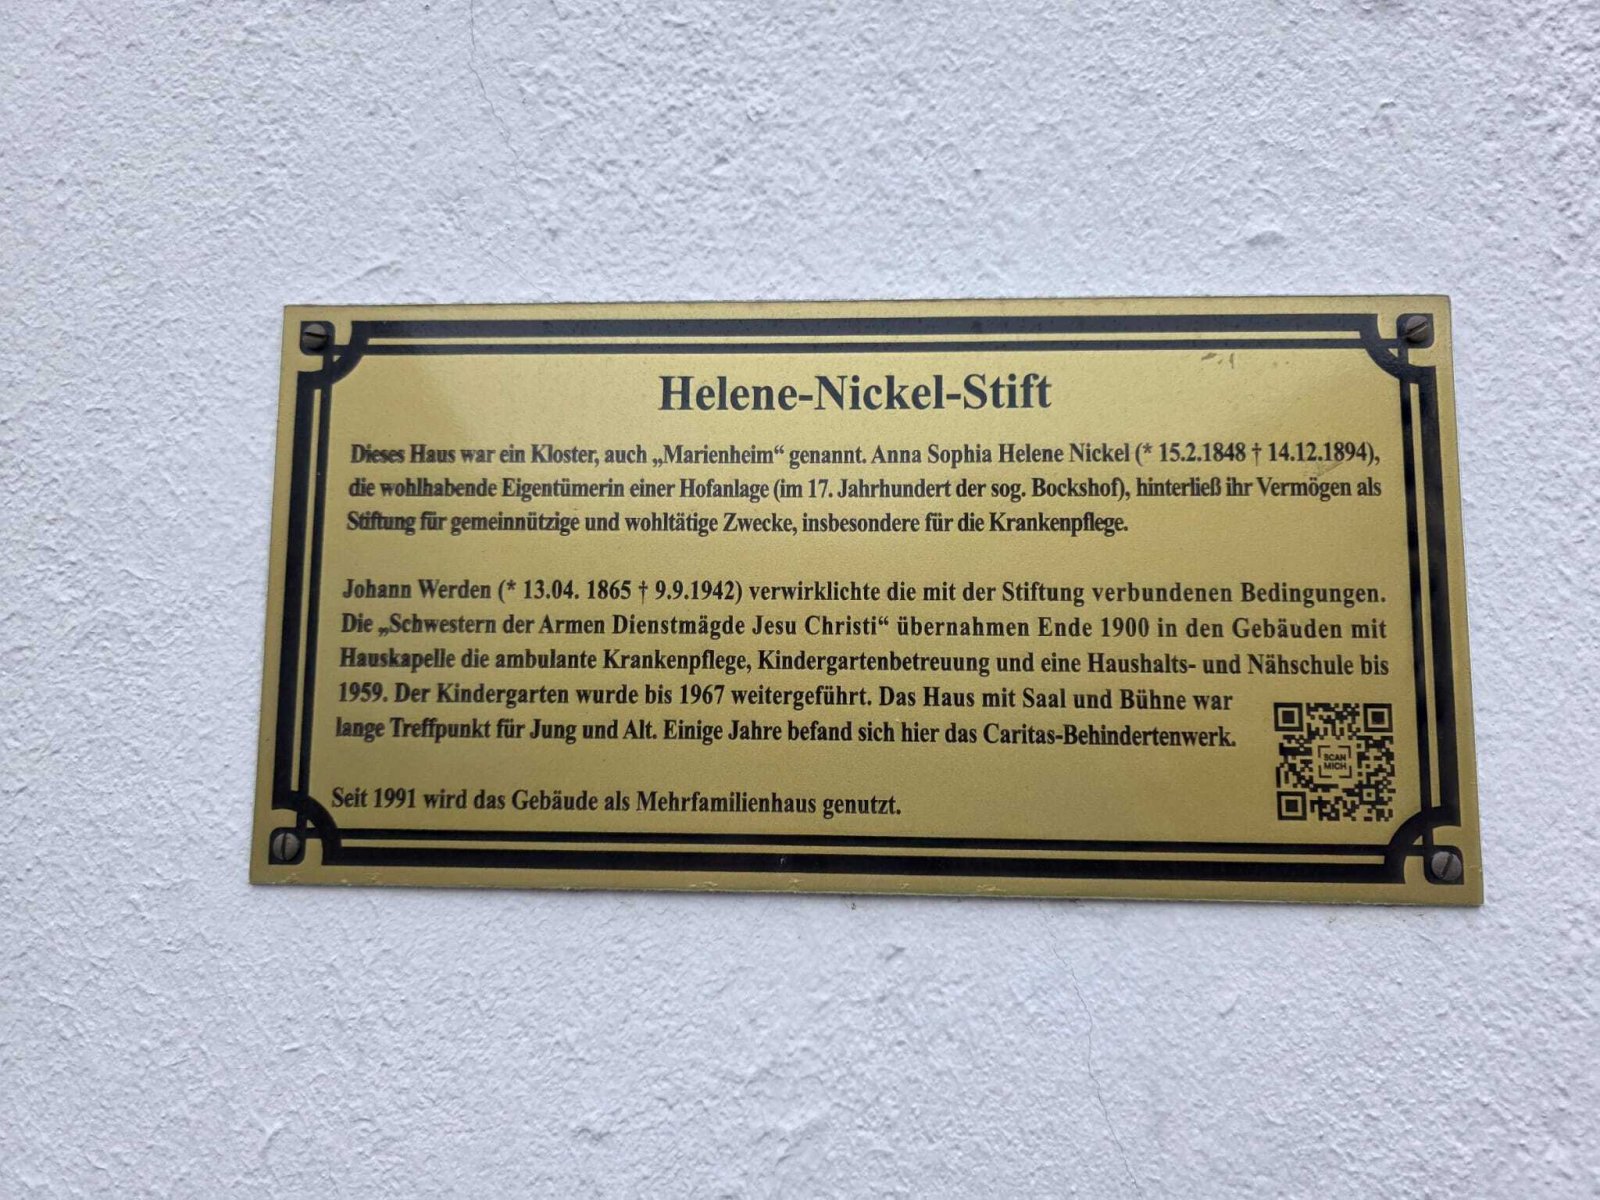 Helene-Nickel-Stift
Dieses Haus war ein Kloster, auch „Marienheim“ genannt. Anna Sophia Helene Nickel (* 15.2.1848 † 14.12.1894),
die wohlhabende Eigentümerin einer Hofanlage (im 17. Jahrhundert der sog. Bockshof), hinterließ ihr Vermögen als
Stiftung für gemeinnützige und wohltätige Zwecke, insbesondere für die Krankenpflege.
Johann Werden (* 13.04. 1865 † 9.9.1942) verwirklichte die mit der Stiftung verbundenen Bedingungen.
Die „Schwestern der Armen Dienstmägde Jesu Christi“ übernahmen Ende 1900 in den Gebäuden mit
Hauskapelle die ambulante Krankenpflege, Kindergartenbetreuung und eine Haushalts- und Nähschule bis
1959. Der Kindergarten wurde bis 1967 weitergeführt. Das Haus mit Saal und Bühne war
lange Treffpunkt für Jung und Alt. Einige Jahre befand sich hier das Caritas-Behindertenwerk.
SCAN
MICH
Seit 1991 wird das Gebäude als Mehrfamilienhaus genutzt.